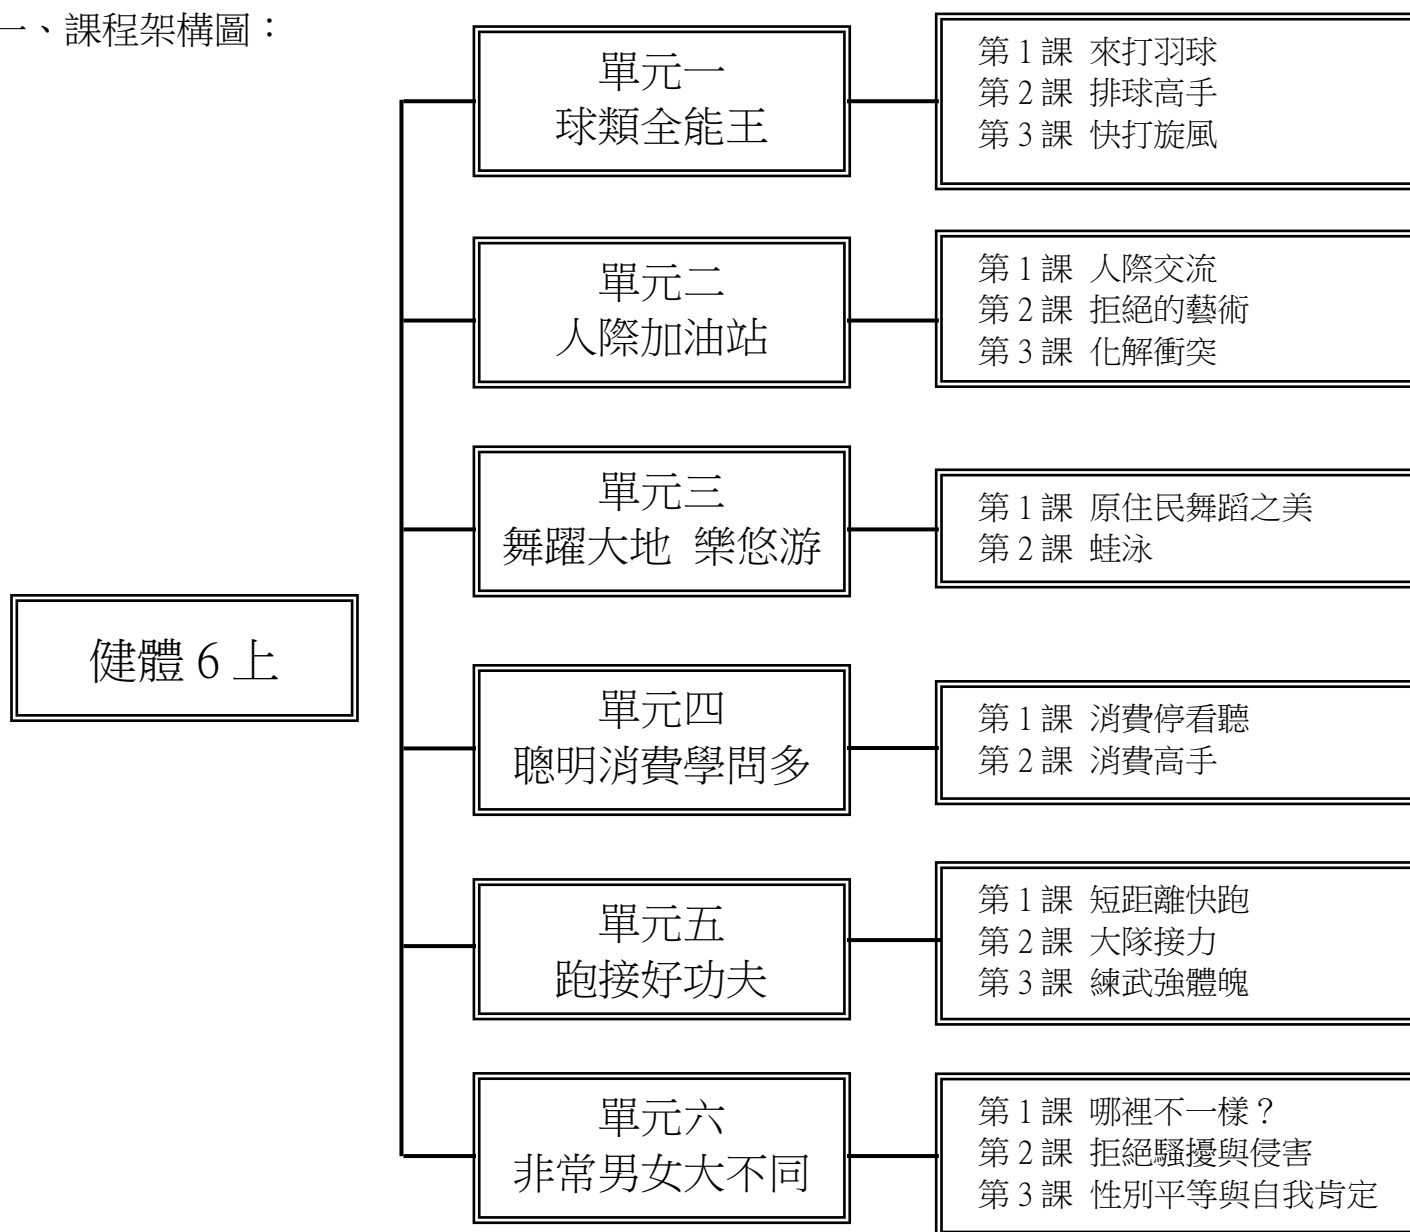 一、課程架構圖：
健體 6 上
單元一
球類全能王
第 1 課 來打羽球
第 2 課 排球高手
第 3 課 快打旋風
單元二
人際加油站
第 1 課 人際交流
第 2 課 拒絕的藝術
第 3 課 化解衝突
單元三
舞躍大地 樂悠游
第 1 課 原住民舞蹈之美
第 2 課 蛙泳
單元四
聰明消費學問多
第 1 課 消費停看聽
第 2 課 消費高手
單元五
跑接好功夫
第 1 課 短距離快跑
第 2 課 大隊接力
第 3 課 練武強體魄
單元六
非常男女大不同
第 1 課 哪裡不一樣？
第 2 課 拒絕騷擾與侵害
第 3 課 性別平等與自我肯定